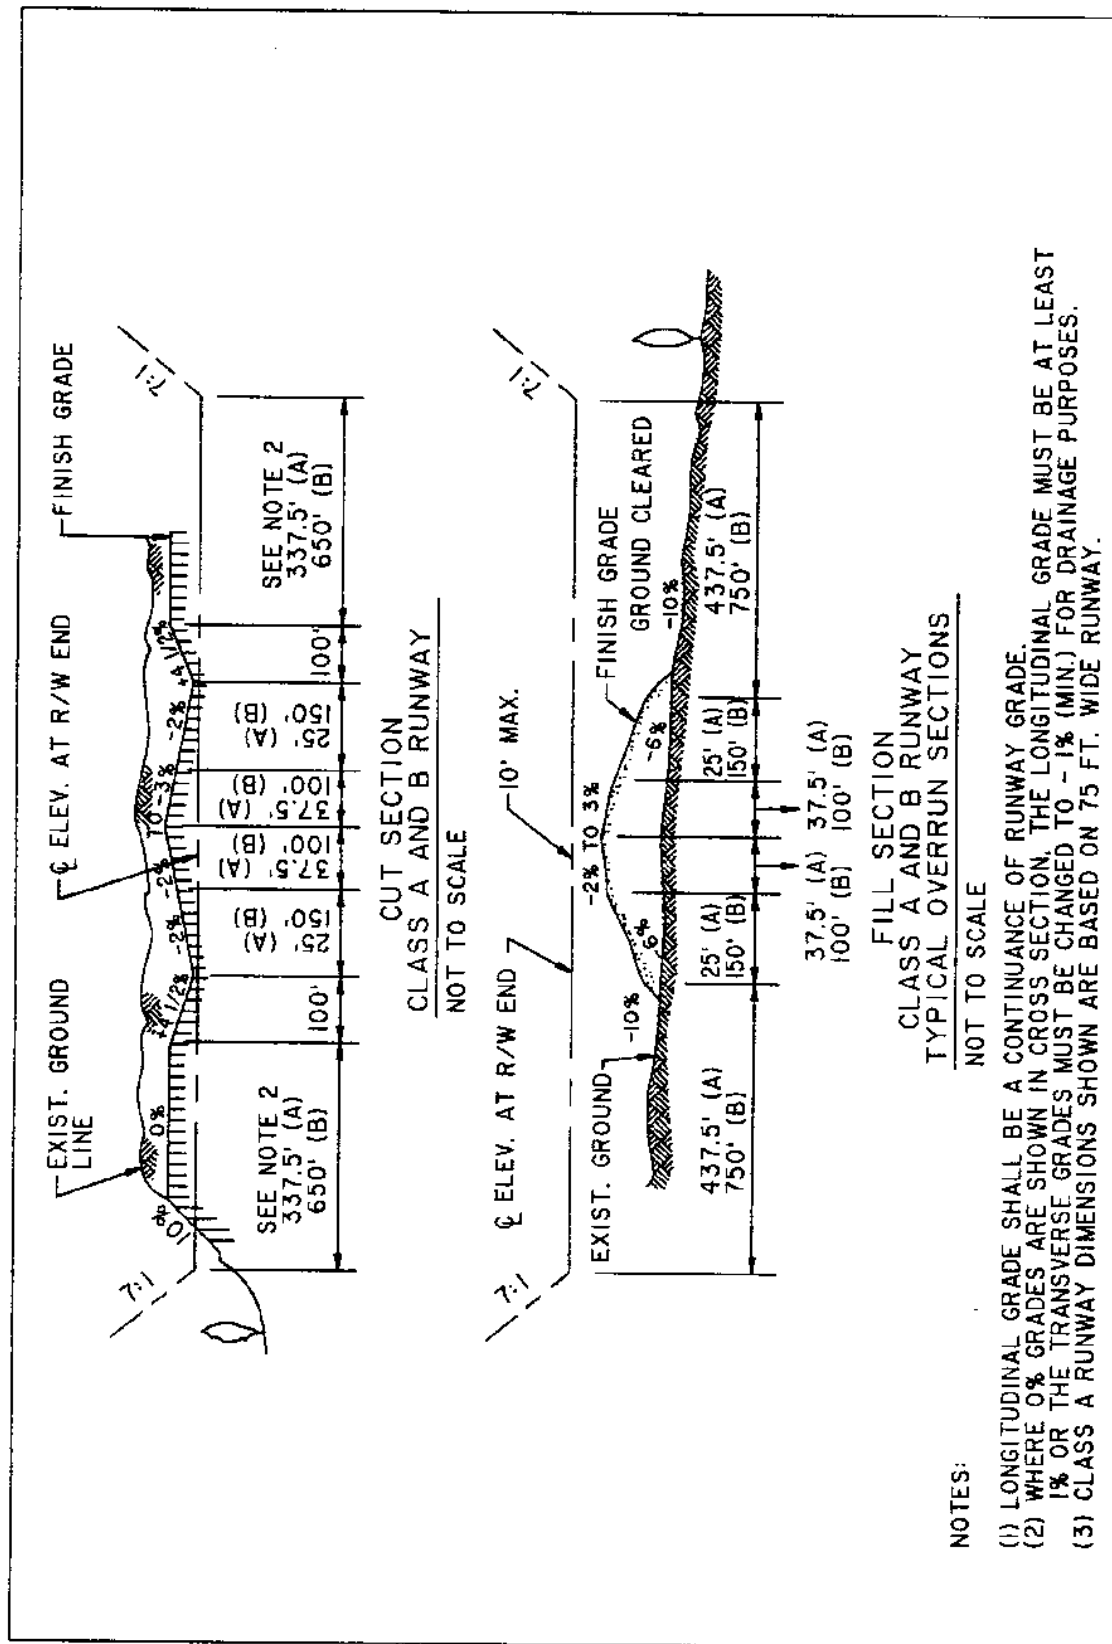 EXIST. GROUND
LINE
℄ ELEV. AT R/W END
FINISH GRADE
7:1
10%
0%
+4 1/2%
-2%
-2%
TO -3%
-2%
+4 1/2%
7:1
SEE NOTE 2
337.5' (A)
650' (B)
100'
25' (A)
150' (B)
37.5' (A)
100' (B)
37.5' (A)
100' (B)
25' (A)
150' (B)
100'
SEE NOTE 2
337.5' (A)
650' (B)
CUT SECTION
CLASS A AND B RUNWAY
NOT TO SCALE
7:1
℄ ELEV. AT R/W END
10' MAX.
7:1
EXIST. GROUND
-10%
6%
-2% TO 3%
-6%
FINISH GRADE
GROUND CLEARED
-10%
437.5' (A)
750' (B)
25' (A)
150' (B)
37.5' (A)
100' (B)
37.5' (A)
100' (B)
25' (A)
150' (B)
437.5' (A)
750' (B)
FILL SECTION
CLASS A AND B RUNWAY
TYPICAL OVERRUN SECTIONS
NOT TO SCALE
NOTES:
(1) LONGITUDINAL GRADE SHALL BE A CONTINUANCE OF RUNWAY GRADE.
(2) WHERE 0% GRADES ARE SHOWN IN CROSS SECTION, THE LONGITUDINAL GRADE MUST BE AT LEAST
1% OR THE TRANSVERSE GRADES MUST BE CHANGED TO -1% (MIN.) FOR DRAINAGE PURPOSES.
(3) CLASS A RUNWAY DIMENSIONS SHOWN ARE BASED ON 75 FT. WIDE RUNWAY.